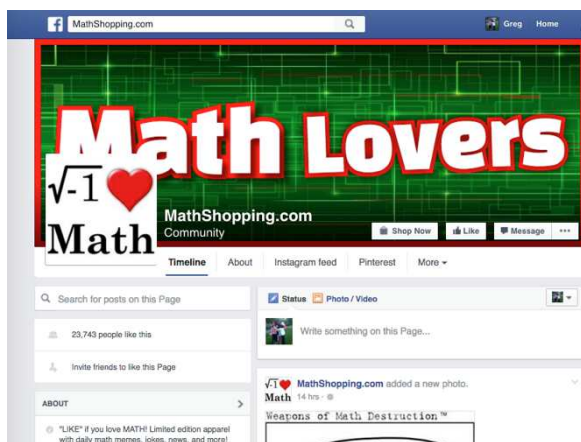 MathShopping.com
Greg Home
Math Lovers
√-1 ♥
Math
MathShopping.com
Community
Shop Now Like Message ···
Timeline About Instagram feed Pinterest More
Search for posts on this Page
23,743 people like this
Invite friends to like this Page
ABOUT >
"LIKE" if you love MATH! Limited edition apparel
with daily math memes, jokes, news, and more!
Status Photo / Video
Write something on this Page...
√-1 ♥
Math
MathShopping.com added a new photo.
14 hrs ·
Weapons of Math Destruction™